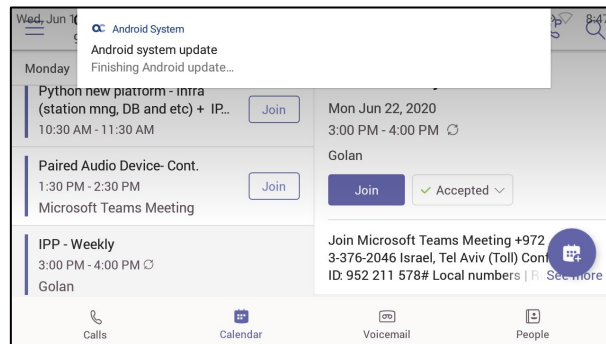 Wed, Jun 1
8:47
Android System
Android system update
Finishing Android update...
Monday
Python new platform - Infra
(station mng, DB and etc) + IP...
Join
10:30 AM - 11:30 AM
Paired Audio Device- Cont.
1:30 PM - 2:30 PM
Join
Microsoft Teams Meeting
IPP - Weekly
3:00 PM - 4:00 PM
Golan
Mon Jun 22, 2020
3:00 PM - 4:00 PM
Golan
Join
Accepted
Join Microsoft Teams Meeting +972
3-376-2046 Israel, Tel Aviv (Toll) Conf
ID: 952 211 578# Local numbers | R See more
Calls
Calendar
Voicemail
People